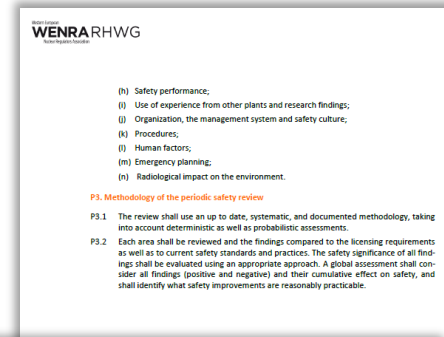 Western European
WENRA RHWG
Nuclear Regulators Association
(h) Safety performance;
(i) Use of experience from other plants and research findings;
(j) Organization, the management system and safety culture;
(k) Procedures;
(l) Human factors;
(m) Emergency planning;
(n) Radiological impact on the environment.
P3. Methodology of the periodic safety review
P3.1 The review shall use an up to date, systematic, and documented methodology, taking
into account deterministic as well as probabilistic assessments.
P3.2 Each area shall be reviewed and the findings compared to the licensing requirements
as well as to current safety standards and practices. The safety significance of all find-
ings shall be evaluated using an appropriate approach. A global assessment shall con-
sider all findings (positive and negative) and their cumulative effect on safety, and
shall identify what safety improvements are reasonably practicable.